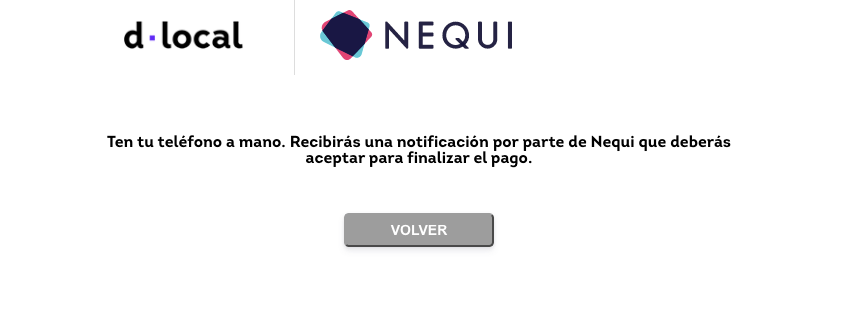 d·local NEQUI
Ten tu teléfono a mano. Recibirás una notificación por parte de Nequi que deberás
aceptar para finalizar el pago.
VOLVER